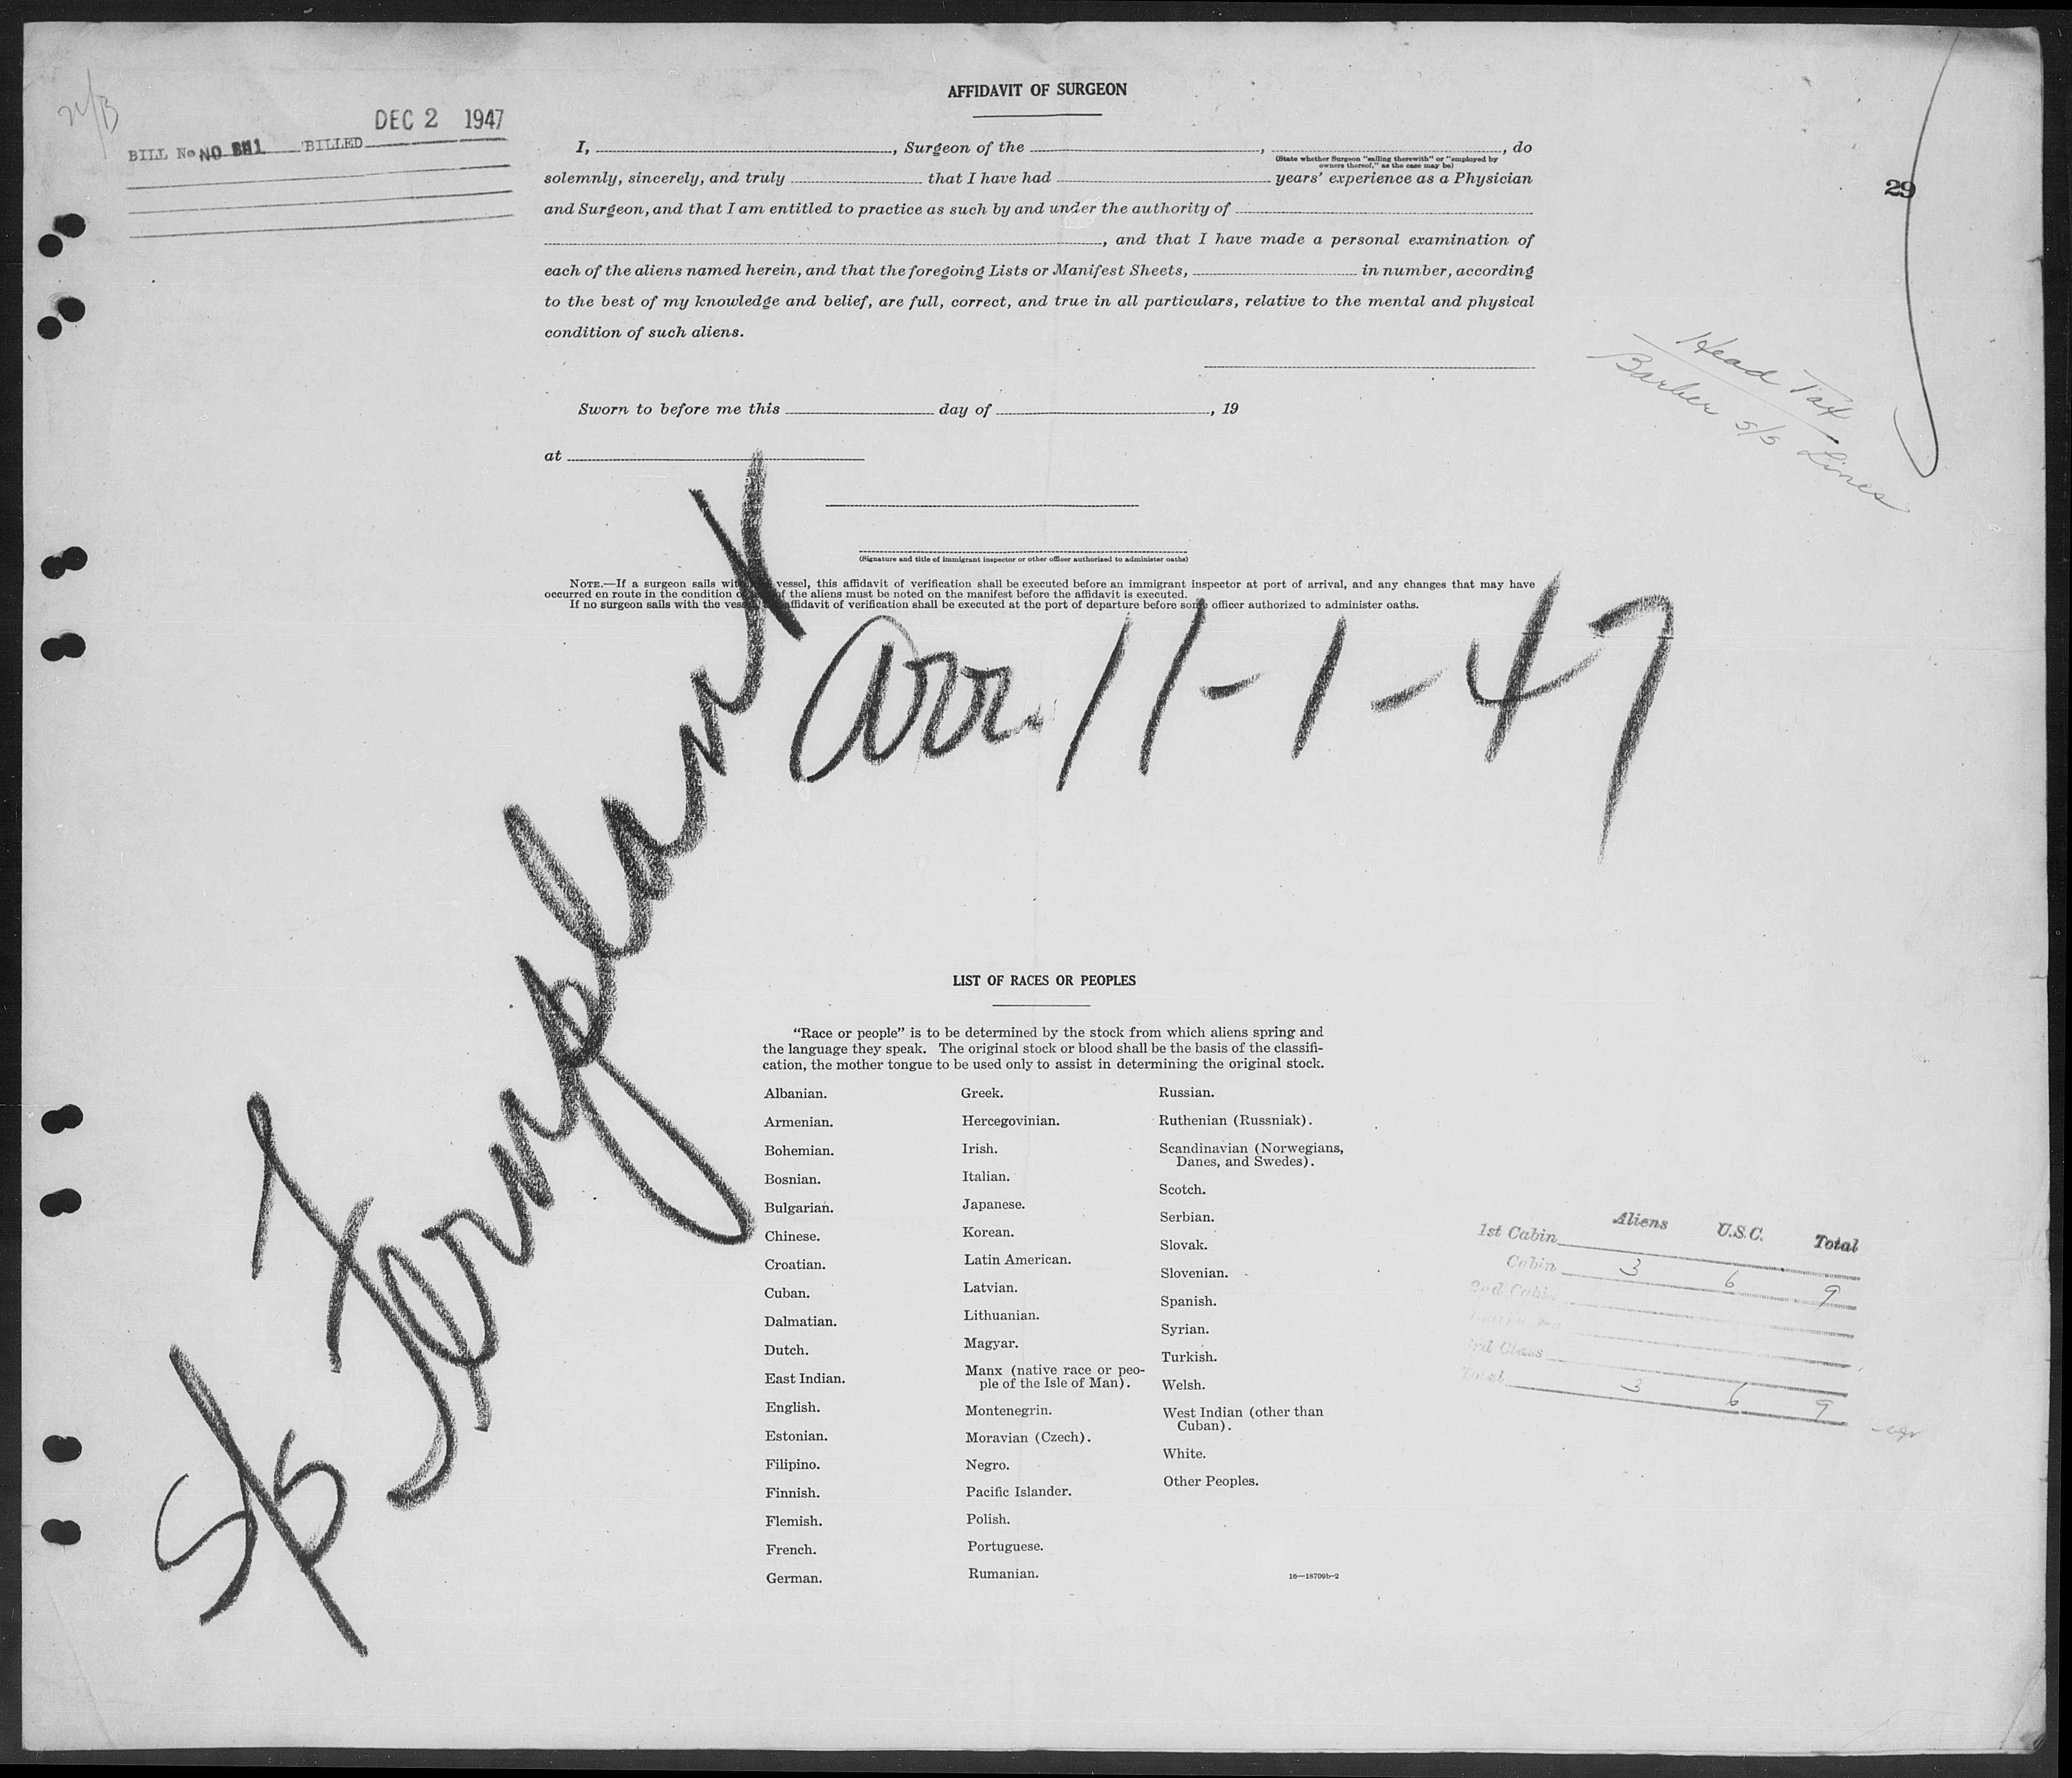 AFFIDAVIT OF SURGEON
DEC 2 1947
BILL No NO BH1 BILLED
29
I, , Surgeon of the , , do
(State whether Surgeon "sailing therewith" or "employed by
owners thereof," as the case may be)
solemnly, sincerely, and truly that I have had years' experience as a Physician
and Surgeon, and that I am entitled to practice as such by and under the authority of
, and that I have made a personal examination of
each of the aliens named herein, and that the foregoing Lists or Manifest Sheets, in number, according
to the best of my knowledge and belief, are full, correct, and true in all particulars, relative to the mental and physical
condition of such aliens.
Head Tax
Barber S/S Lines
Sworn to before me this day of , 19
at
(Signature and title of immigrant inspector or other officer authorized to administer oaths)
NOTE.—If a surgeon sails with vessel, this affidavit of verification shall be executed before an immigrant inspector at port of arrival, and any changes that may have
occurred en route in the condition of the aliens must be noted on the manifest before the affidavit is executed.
If no surgeon sails with the vessel affidavit of verification shall be executed at the port of departure before some officer authorized to administer oaths.
Arr. 11-1-47
S/S Fernplank
LIST OF RACES OR PEOPLES
"Race or people" is to be determined by the stock from which aliens spring and
the language they speak. The original stock or blood shall be the basis of the classifi-
cation, the mother tongue to be used only to assist in determining the original stock.
Albanian.
Armenian.
Bohemian.
Bosnian.
Bulgarian.
Chinese.
Croatian.
Cuban.
Dalmatian.
Dutch.
East Indian.
English.
Estonian.
Filipino.
Finnish.
Flemish.
French.
German.
Greek.
Hercegovinian.
Irish.
Italian.
Japanese.
Korean.
Latin American.
Latvian.
Lithuanian.
Magyar.
Manx (native race or peo-
ple of the Isle of Man).
Montenegrin.
Moravian (Czech).
Negro.
Pacific Islander.
Polish.
Portuguese.
Rumanian.
Russian.
Ruthenian (Russniak).
Scandinavian (Norwegians,
Danes, and Swedes).
Scotch.
Serbian.
Slovak.
Slovenian.
Spanish.
Syrian.
Turkish.
Welsh.
West Indian (other than
Cuban).
White.
Other Peoples.
16—18709b-2
Aliens U.S.C. Total
1st Cabin
Cabin 3 6 9
2nd Cabin
3rd Class
Total 3 6 9